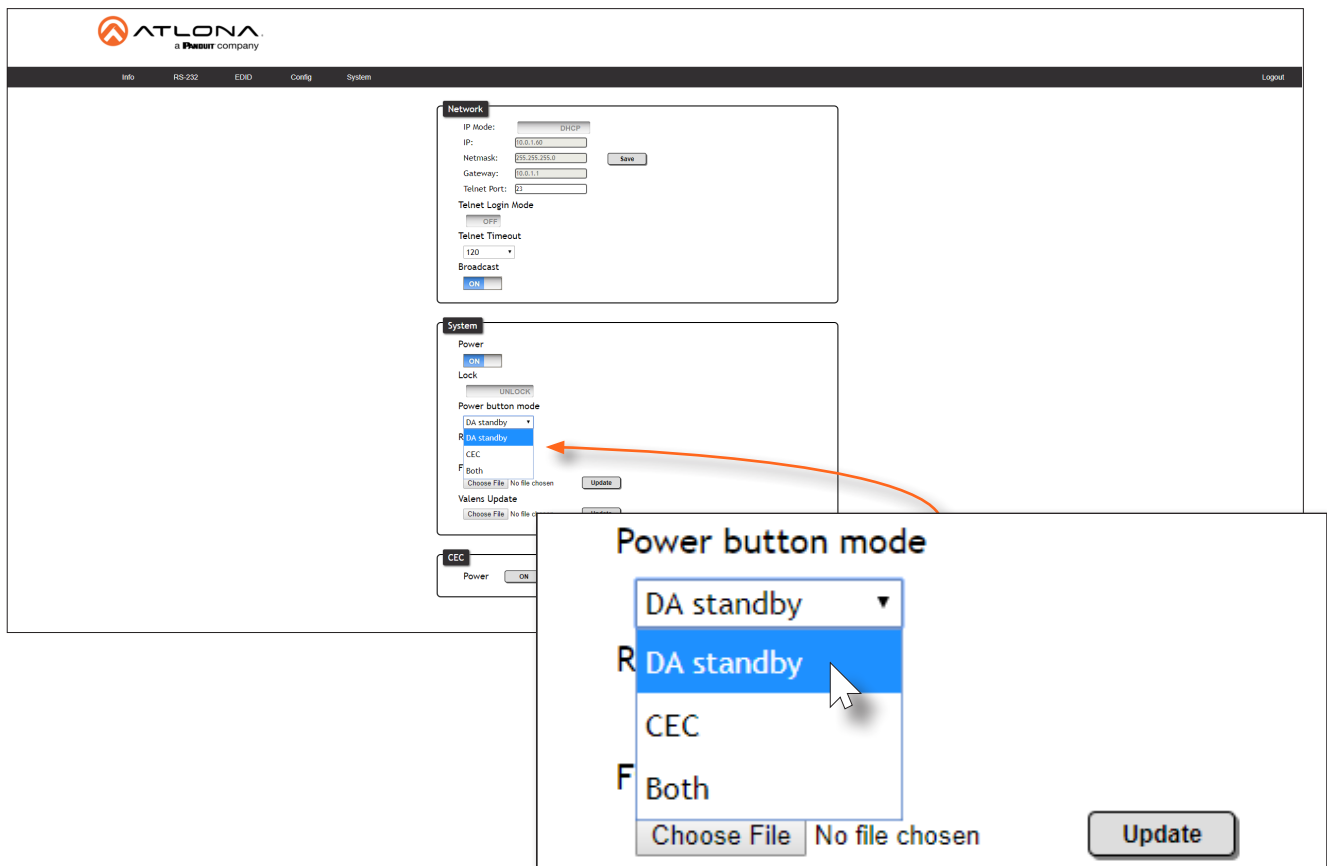 ATLONA.
a PANDUIT company
Info RS-232 EDID Config System Logout
Network
IP Mode: DHCP
IP: 10.0.1.60
Netmask: 255.255.255.0 Save
Gateway: 10.0.1.1
Telnet Port: 23
Telnet Login Mode
OFF
Telnet Timeout
120
Broadcast
ON
System
Power
ON
Lock
UNLOCK
Power button mode
DA standby
R DA standby
CEC
F Both
Choose File No file chosen Update
Valens Update
Choose File No file
CEC
Power ON
Power button mode
DA standby
R DA standby
CEC
F Both
Choose File No file chosen Update